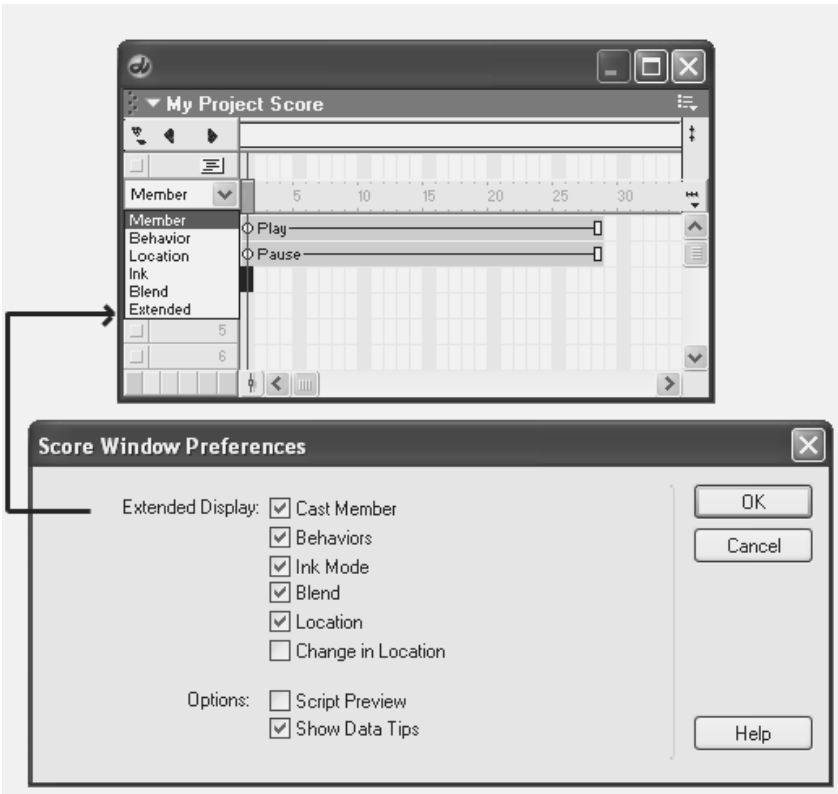 My Project Score
Member
5 10 15 20 25 30
Member
Behavior
Location
Ink
Blend
Extended
Play
Pause
5
6
Score Window Preferences
Extended Display: Cast Member
Behaviors
Ink Mode
Blend
Location
Change in Location
Options: Script Preview
Show Data Tips
OK
Cancel
Help